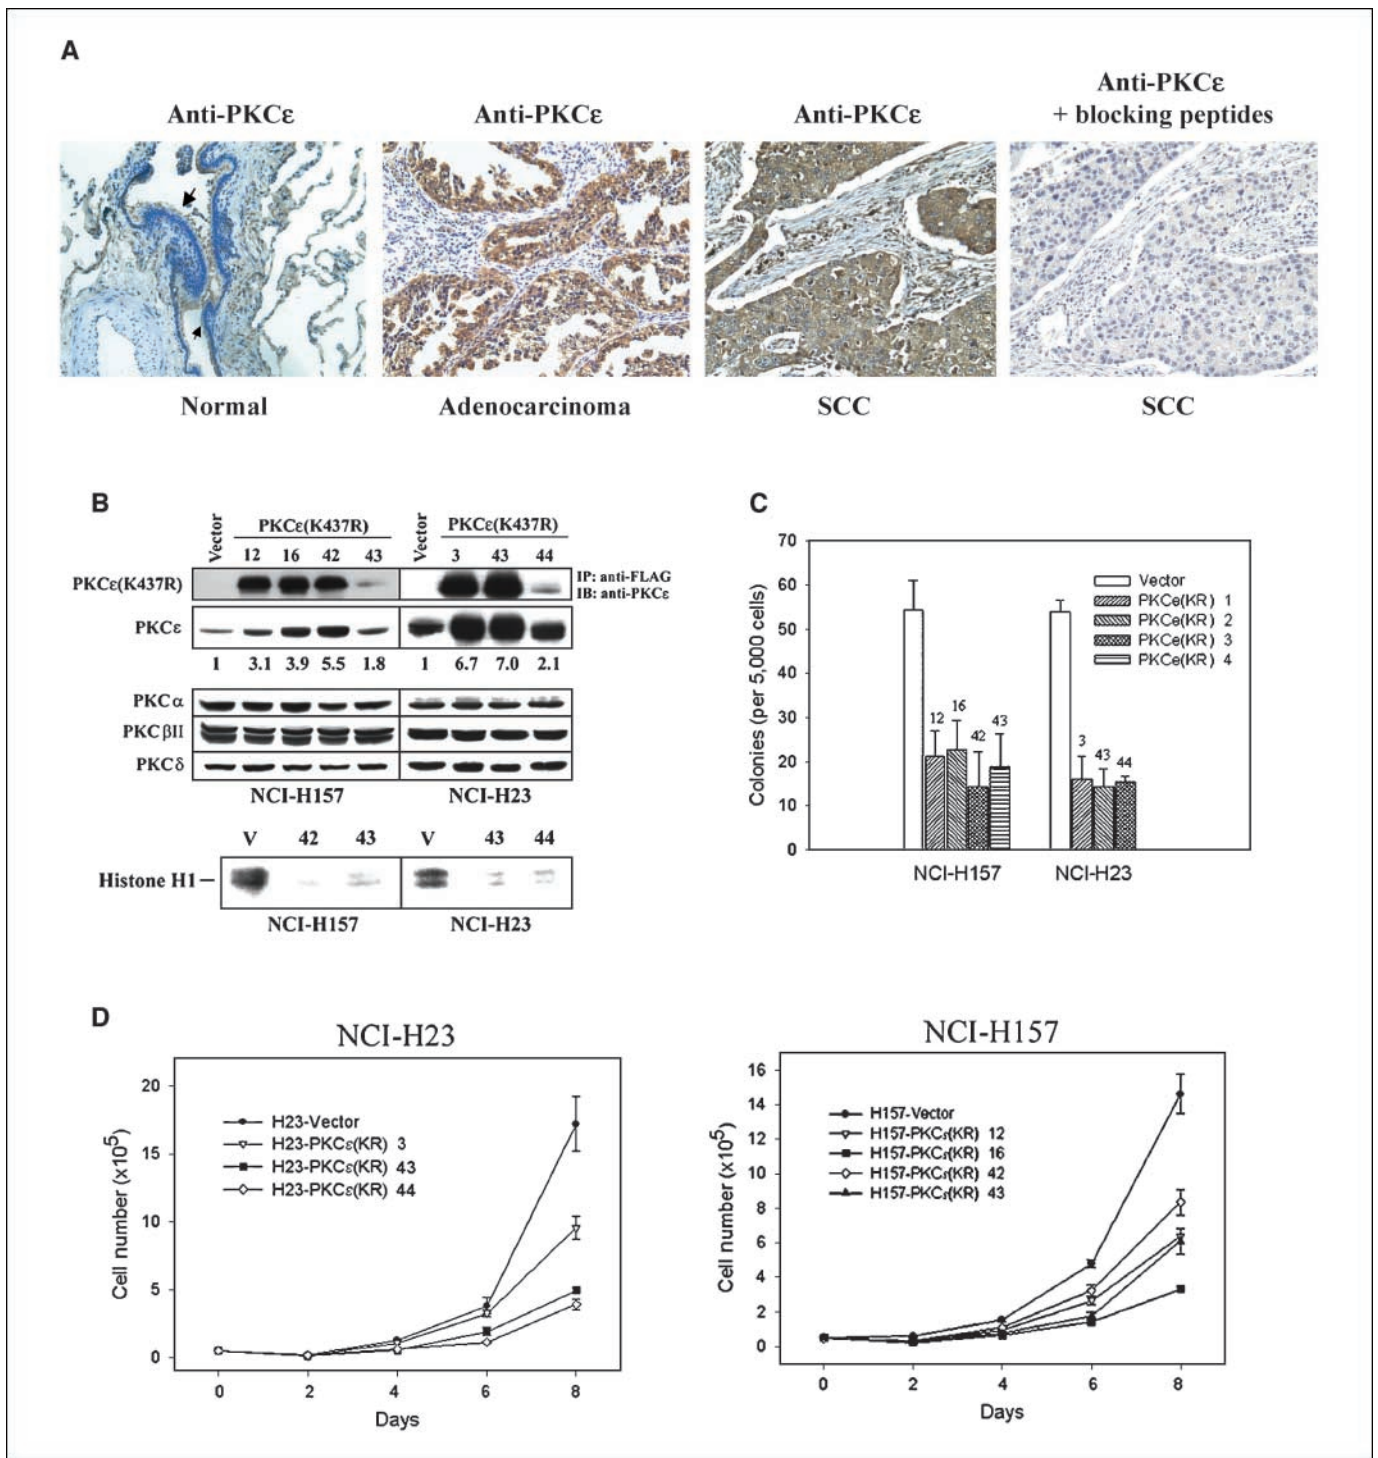 A
Anti-PKCε
Anti-PKCε
Anti-PKCε
Anti-PKCε
+ blocking peptides
Normal
Adenocarcinoma
SCC
SCC
B
Vector
PKCε(K437R)
12 16 42 43
Vector
PKCε(K437R)
3 43 44
PKCε(K437R)
IP: anti-FLAG
IB: anti-PKCε
PKCε
1 3.1 3.9 5.5 1.8 1 6.7 7.0 2.1
PKCα
PKCβII
PKCδ
NCI-H157 NCI-H23
V 42 43 V 43 44
Histone H1
NCI-H157 NCI-H23
C
Colonies (per 5,000 cells)
70
60
50
40
30
20
10
0
Vector
PKCe(KR) 1
PKCe(KR) 2
PKCe(KR) 3
PKCe(KR) 4
12 16 42 43
3 43 44
NCI-H157 NCI-H23
D
NCI-H23
Cell number (x10⁵)
20
15
10
5
0
H23-Vector
H23-PKCε(KR) 3
H23-PKCε(KR) 43
H23-PKCε(KR) 44
0 2 4 6 8
Days
NCI-H157
Cell number (x10⁵)
16
14
12
10
8
6
4
2
0
H157-Vector
H157-PKCε(KR) 12
H157-PKCε(KR) 16
H157-PKCε(KR) 42
H157-PKCε(KR) 43
0 2 4 6 8
Days